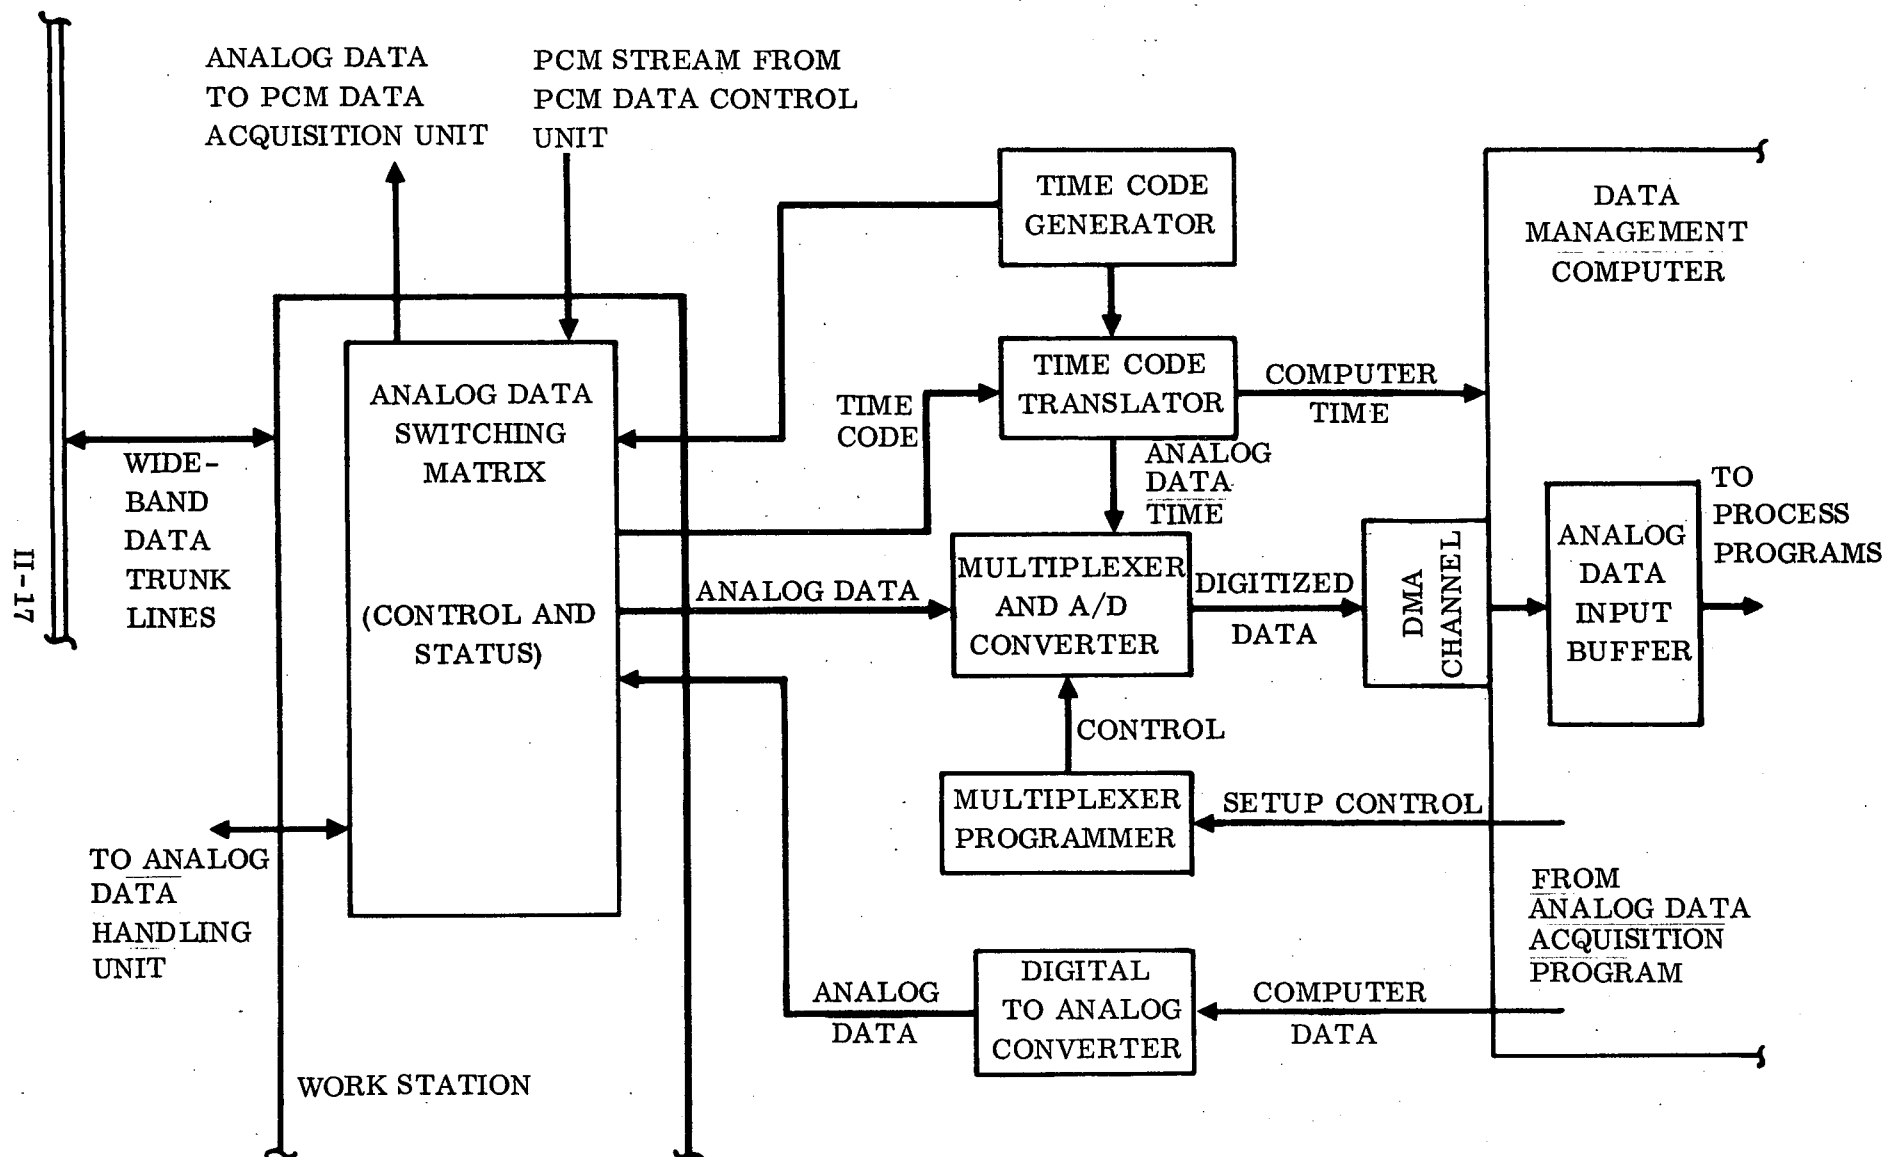 ANALOG DATA
TO PCM DATA
ACQUISITION UNIT
PCM STREAM FROM
PCM DATA CONTROL
UNIT
TIME CODE
GENERATOR
DATA
MANAGEMENT
COMPUTER
ANALOG DATA
SWITCHING
MATRIX
(CONTROL AND
STATUS)
TIME
CODE
TIME CODE
TRANSLATOR
COMPUTER
TIME
ANALOG
DATA
TIME
WIDE-
BAND
DATA
TRUNK
LINES
II-17
ANALOG DATA
MULTIPLEXER
AND A/D
CONVERTER
DIGITIZED
DATA
DMA
CHANNEL
ANALOG
DATA
INPUT
BUFFER
TO
PROCESS
PROGRAMS
CONTROL
MULTIPLEXER
PROGRAMMER
SETUP CONTROL
TO ANALOG
DATA
HANDLING
UNIT
FROM
ANALOG DATA
ACQUISITION
PROGRAM
ANALOG
DATA
DIGITAL
TO ANALOG
CONVERTER
COMPUTER
DATA
WORK STATION